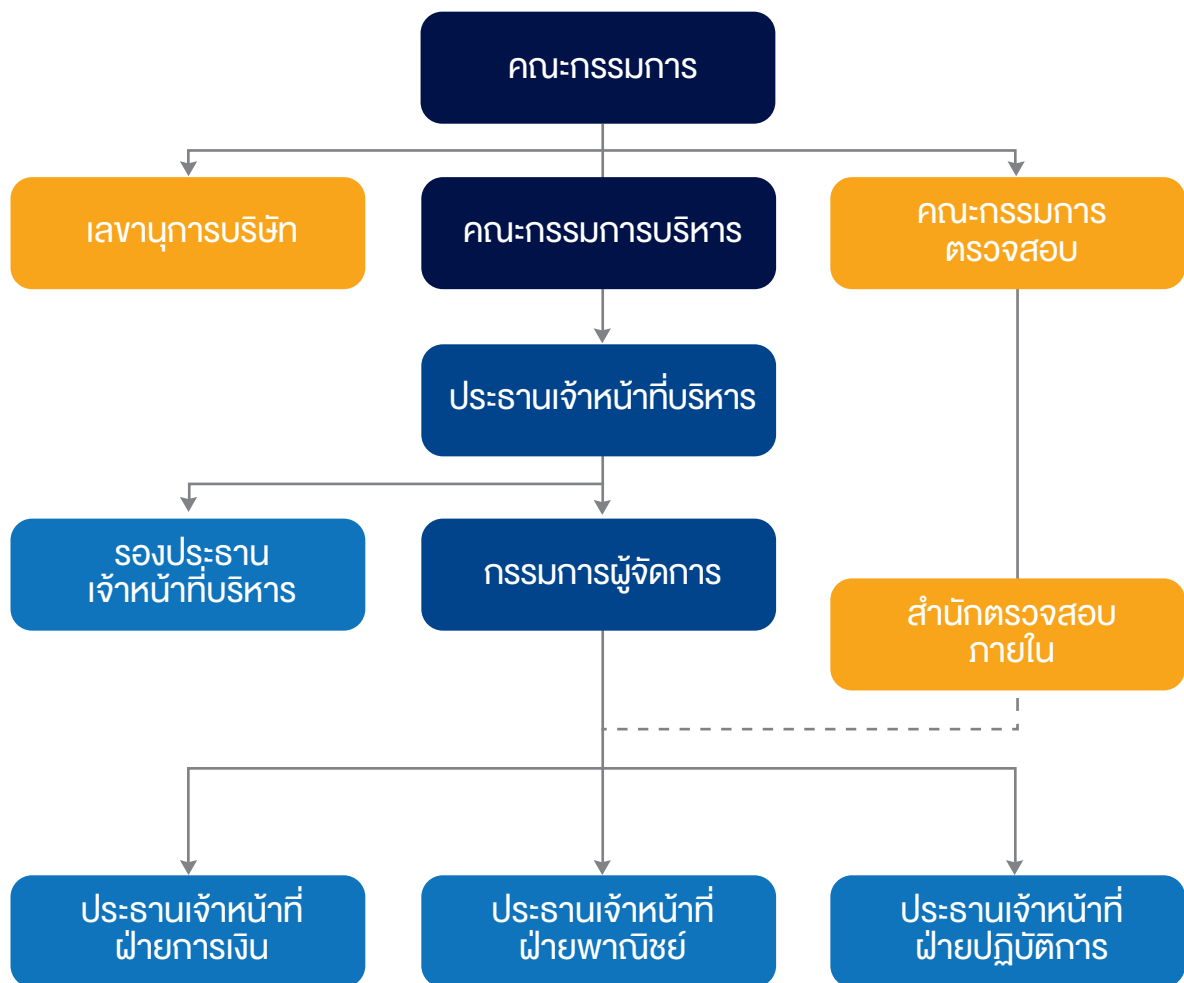 คณะกรรมการ
เลขานุการบริษัท
คณะกรรมการบริหาร
คณะกรรมการ
ตรวจสอบ
ประธานเจ้าหน้าที่บริหาร
รองประธาน
เจ้าหน้าที่บริหาร
กรรมการผู้จัดการ
สำนักตรวจสอบ
ภายใน
ประธานเจ้าหน้าที่
ฝ่ายการเงิน
ประธานเจ้าหน้าที่
ฝ่ายพาณิชย์
ประธานเจ้าหน้าที่
ฝ่ายปฏิบัติการ